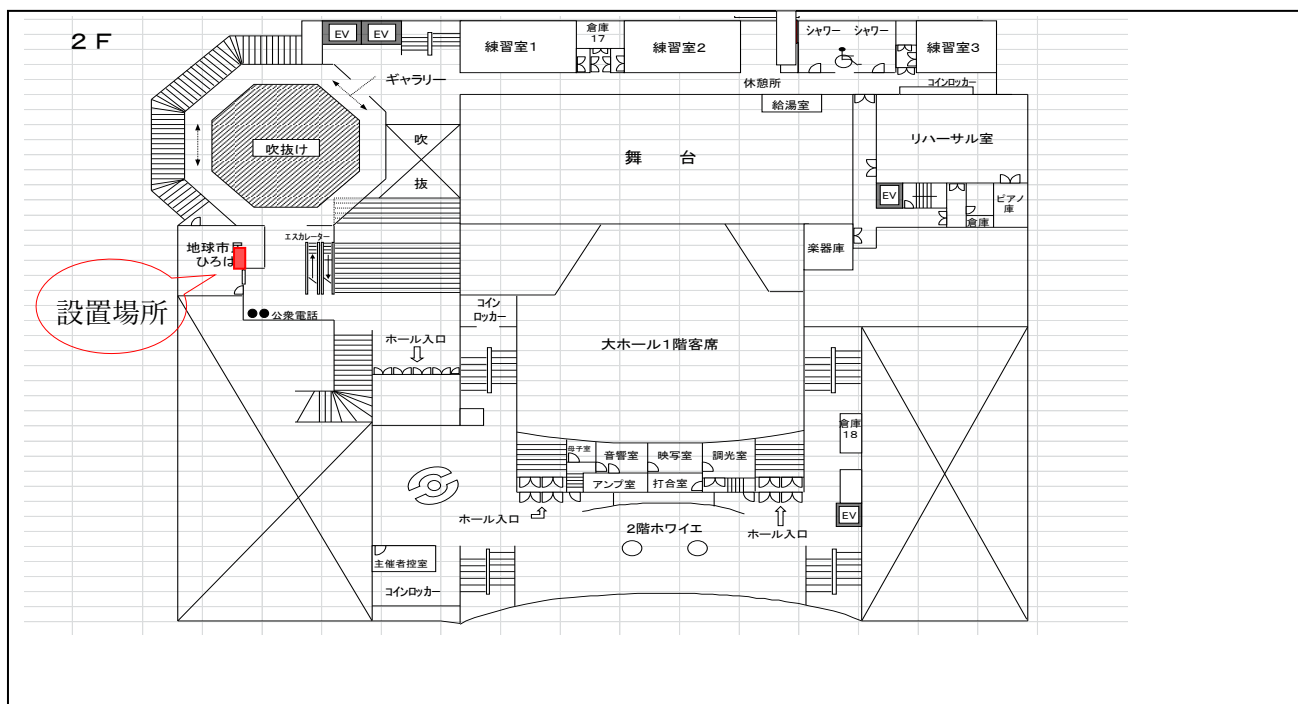 ２Ｆ
EV
EV
倉庫
17
練習室１
練習室２
シャワー
シャワー
練習室３
ギャラリー
休憩所
コインロッカー
給湯室
吹抜け
吹
抜
舞　台
リハーサル室
EV
ピアノ
庫
倉庫
地球市民
ひろば
エスカレーター
楽器庫
設置場所
公衆電話
コイン
ロッカー
ホール入口
大ホール１階客席
倉庫
18
母子室
音響室
映写室
調光室
アンプ室
打合室
EV
ホール入口
２階ホワイエ
ホール入口
主催者控室
コインロッカー